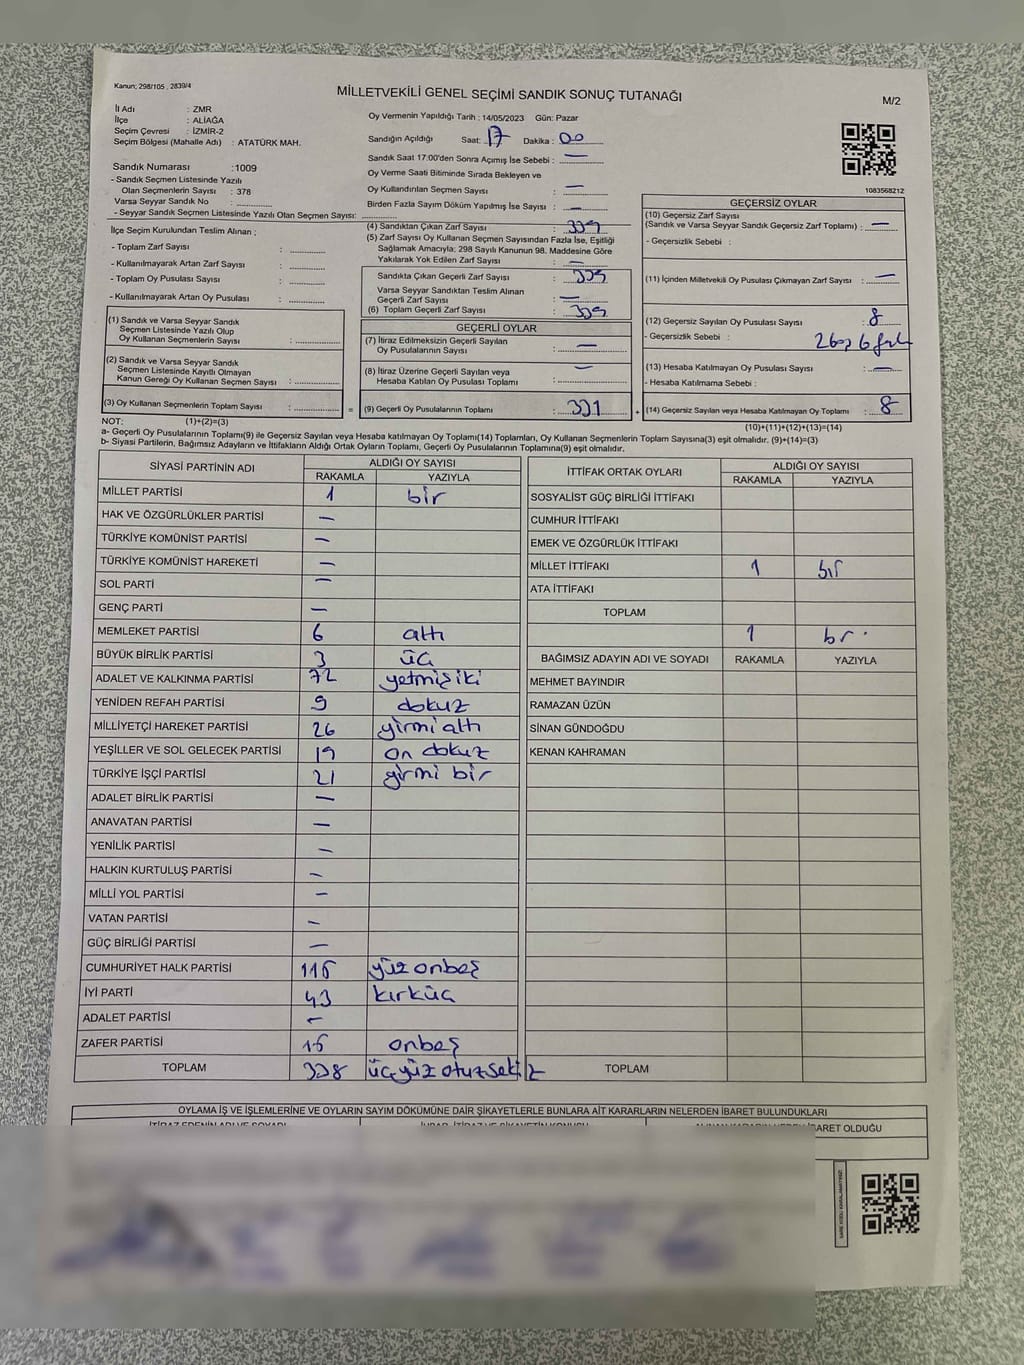 Kanun; 298/105 , 2839/4
MİLLETVEKİLİ GENEL SEÇİMİ SANDIK SONUÇ TUTANAĞI
M/2
İl Adı : ZMR
İlçe : ALİAĞA
Seçim Çevresi : İZMİR-2
Seçim Bölgesi (Mahalle Adı) : ATATÜRK MAH.
Sandık Numarası :1009
- Sandık Seçmen Listesinde Yazılı
Olan Seçmenlerin Sayısı : 378
Varsa Seyyar Sandık No :
- Seyyar Sandık Seçmen Listesinde Yazılı Olan Seçmen Sayısı:
İlçe Seçim Kurulundan Teslim Alınan ;
- Toplam Zarf Sayısı :
- Kullanılmayarak Artan Zarf Sayısı :
- Toplam Oy Pusulası Sayısı :
- Kullanılmayarak Artan Oy Pusulası :
(1) Sandık ve Varsa Seyyar Sandık
Seçmen Listesinde Yazılı Olup
Oy Kullanan Seçmenlerin Sayısı :
(2) Sandık ve Varsa Seyyar Sandık
Seçmen Listesinde Kayıtlı Olmayan
Kanun Gereği Oy Kullanan Seçmen Sayısı :
(3) Oy Kullanan Seçmenlerin Toplam Sayısı :
Oy Vermenin Yapıldığı Tarih : 14/05/2023 Gün: Pazar
Sandığın Açıldığı Saat: 17 Dakika : 00
Sandık Saat 17:00'den Sonra Açımış İse Sebebi : —
Oy Verme Saati Bitiminde Sırada Bekleyen ve
Oy Kullandırılan Seçmen Sayısı : —
Birden Fazla Sayım Döküm Yapılmış İse Sayısı : —
(4) Sandıktan Çıkan Zarf Sayısı : 339
(5) Zarf Sayısı Oy Kullanan Seçmen Sayısından Fazla İse, Eşitliği
Sağlamak Amacıyla; 298 Sayılı Kanunun 98. Maddesine Göre
Yakılarak Yok Edilen Zarf Sayısı : —
Sandıkta Çıkan Geçerli Zarf Sayısı : 339
Varsa Seyyar Sandıktan Teslim Alınan
Geçerli Zarf Sayısı : —
(6) Toplam Geçerli Zarf Sayısı : 339
GEÇERLİ OYLAR
(7) İtiraz Edilmeksizin Geçerli Sayılan
Oy Pusulalarının Sayısı : —
(8) İtiraz Üzerine Geçerli Sayılan veya
Hesaba Katılan Oy Pusulası Toplamı : —
= (9) Geçerli Oy Pusulalarının Toplamı : 331 +
108356821Z
GEÇERSİZ OYLAR
(10) Geçersiz Zarf Sayısı
(Sandık ve Varsa Seyyar Sandık Geçersiz Zarf Toplamı) : —
- Geçersizlik Sebebi :
(11) İçinden Milletvekili Oy Pusulası Çıkmayan Zarf Sayısı : —
(12) Geçersiz Sayılan Oy Pusulası Sayısı : 8
- Geçersizlik Sebebi :
(13) Hesaba Katılmayan Oy Pusulası Sayısı : —
- Hesaba Katılmama Sebebi :
(14) Geçersiz Sayılan veya Hesaba Katılmayan Oy Toplamı : 8
NOT: (1)+(2)=(3) (10)+(11)+(12)+(13)=(14)
a- Geçerli Oy Pusulalarının Toplamı(9) ile Geçersiz Sayılan veya Hesaba katılmayan Oy Toplamı(14) Toplamları, Oy Kullanan Seçmenlerin Toplam Sayısına(3) eşit olmalıdır. (9)+(14)=(3)
b- Siyasi Partilerin, Bağımsız Adayların ve İttifakların Aldığı Ortak Oyların Toplamı, Geçerli Oy Pusulalarının Toplamına(9) eşit olmalıdır.
SİYASİ PARTİNİN ADI ALDIĞI OY SAYISI
RAKAMLA YAZIYLA
MİLLET PARTİSİ 1 bir
HAK VE ÖZGÜRLÜKLER PARTİSİ —
TÜRKİYE KOMÜNİST PARTİSİ —
TÜRKİYE KOMÜNİST HAREKETİ —
SOL PARTİ —
GENÇ PARTİ —
MEMLEKET PARTİSİ 6 altı
BÜYÜK BİRLİK PARTİSİ 3 üç
ADALET VE KALKINMA PARTİSİ 72 yetmiş iki
YENİDEN REFAH PARTİSİ 9 dokuz
MİLLİYETÇİ HAREKET PARTİSİ 26 yirmi altı
YEŞİLLER VE SOL GELECEK PARTİSİ 19 on dokuz
TÜRKİYE İŞÇİ PARTİSİ 21 yirmi bir
ADALET BİRLİK PARTİSİ —
ANAVATAN PARTİSİ —
YENİLİK PARTİSİ —
HALKIN KURTULUŞ PARTİSİ —
MİLLİ YOL PARTİSİ —
VATAN PARTİSİ —
GÜÇ BİRLİĞİ PARTİSİ —
CUMHURİYET HALK PARTİSİ 115 yüz onbeş
İYİ PARTİ 43 kırküç
ADALET PARTİSİ —
ZAFER PARTİSİ 15 onbeş
TOPLAM 338 üçyüz otuzsekiz
İTTİFAK ORTAK OYLARI ALDIĞI OY SAYISI
RAKAMLA YAZIYLA
SOSYALİST GÜÇ BİRLİĞİ İTTİFAKI
CUMHUR İTTİFAKI
EMEK VE ÖZGÜRLÜK İTTİFAKI
MİLLET İTTİFAKI 1 bir
ATA İTTİFAKI
TOPLAM
1 bir
BAĞIMSIZ ADAYIN ADI VE SOYADI RAKAMLA YAZIYLA
MEHMET BAYINDIR
RAMAZAN ÜZÜN
SİNAN GÜNDOĞDU
KENAN KAHRAMAN
TOPLAM
OYLAMA İŞ VE İŞLEMLERİNE VE OYLARIN SAYIM DÖKÜMÜNE DAİR ŞİKAYETLERLE BUNLARA AİT KARARLARIN NELERDEN İBARET BULUNDUKLARI